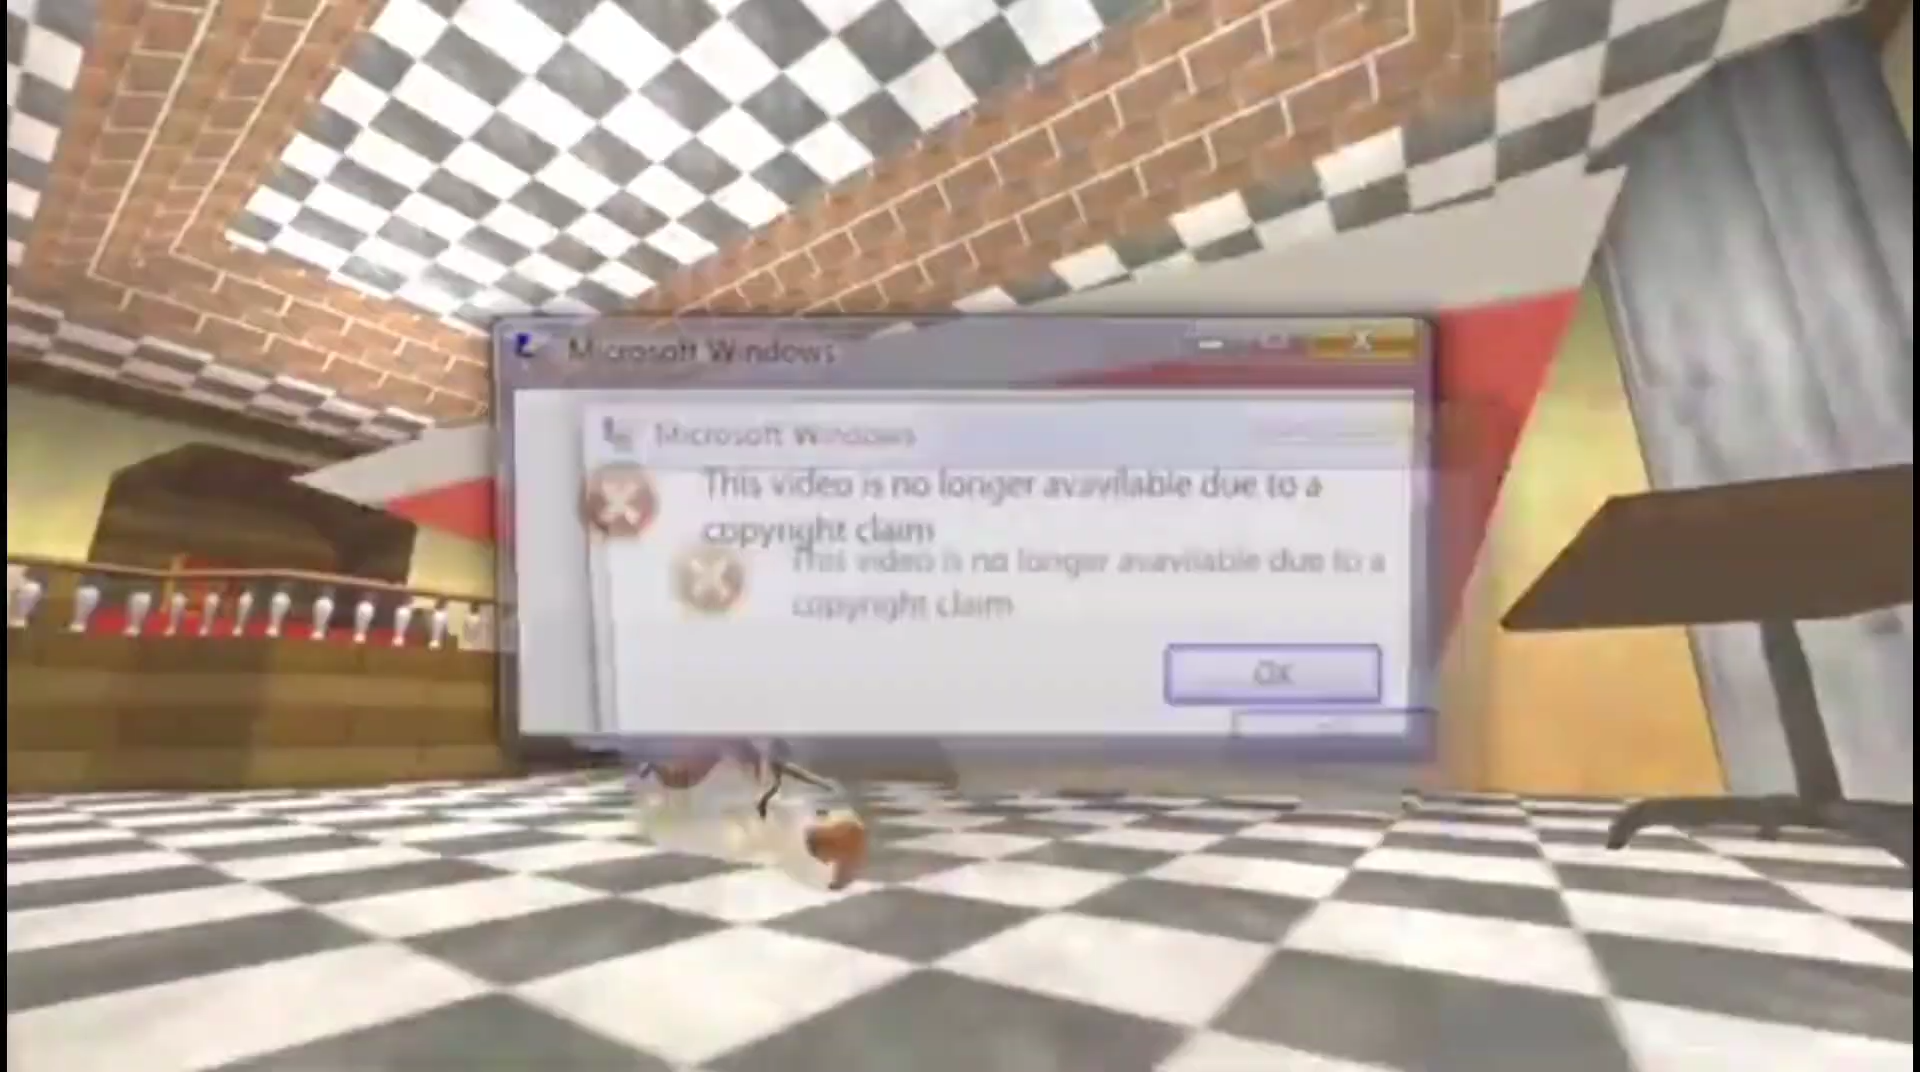 Microsoft Windows
Microsoft Windows
This video is no longer avavilable due to a
copyright claim
This video is no longer avavilable due to a
copyright claim
OK